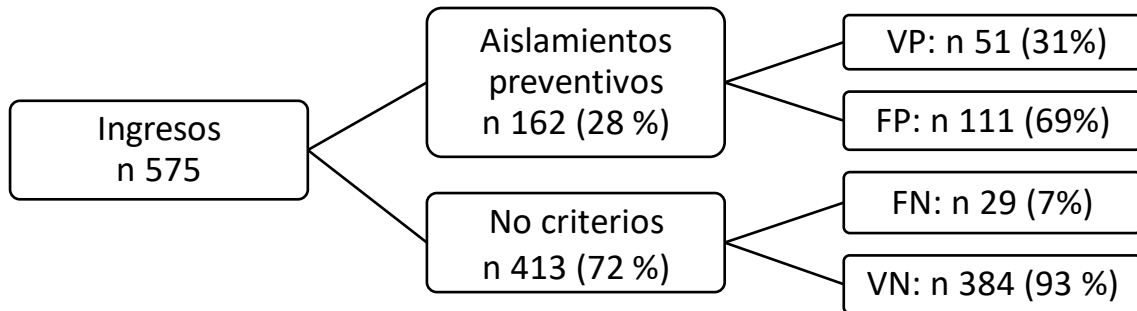 Ingresos
n 575
Aislamientos
preventivos
n 162 (28 %)
No criterios
n 413 (72 %)
VP: n 51 (31%)
FP: n 111 (69%)
FN: n 29 (7%)
VN: n 384 (93 %)